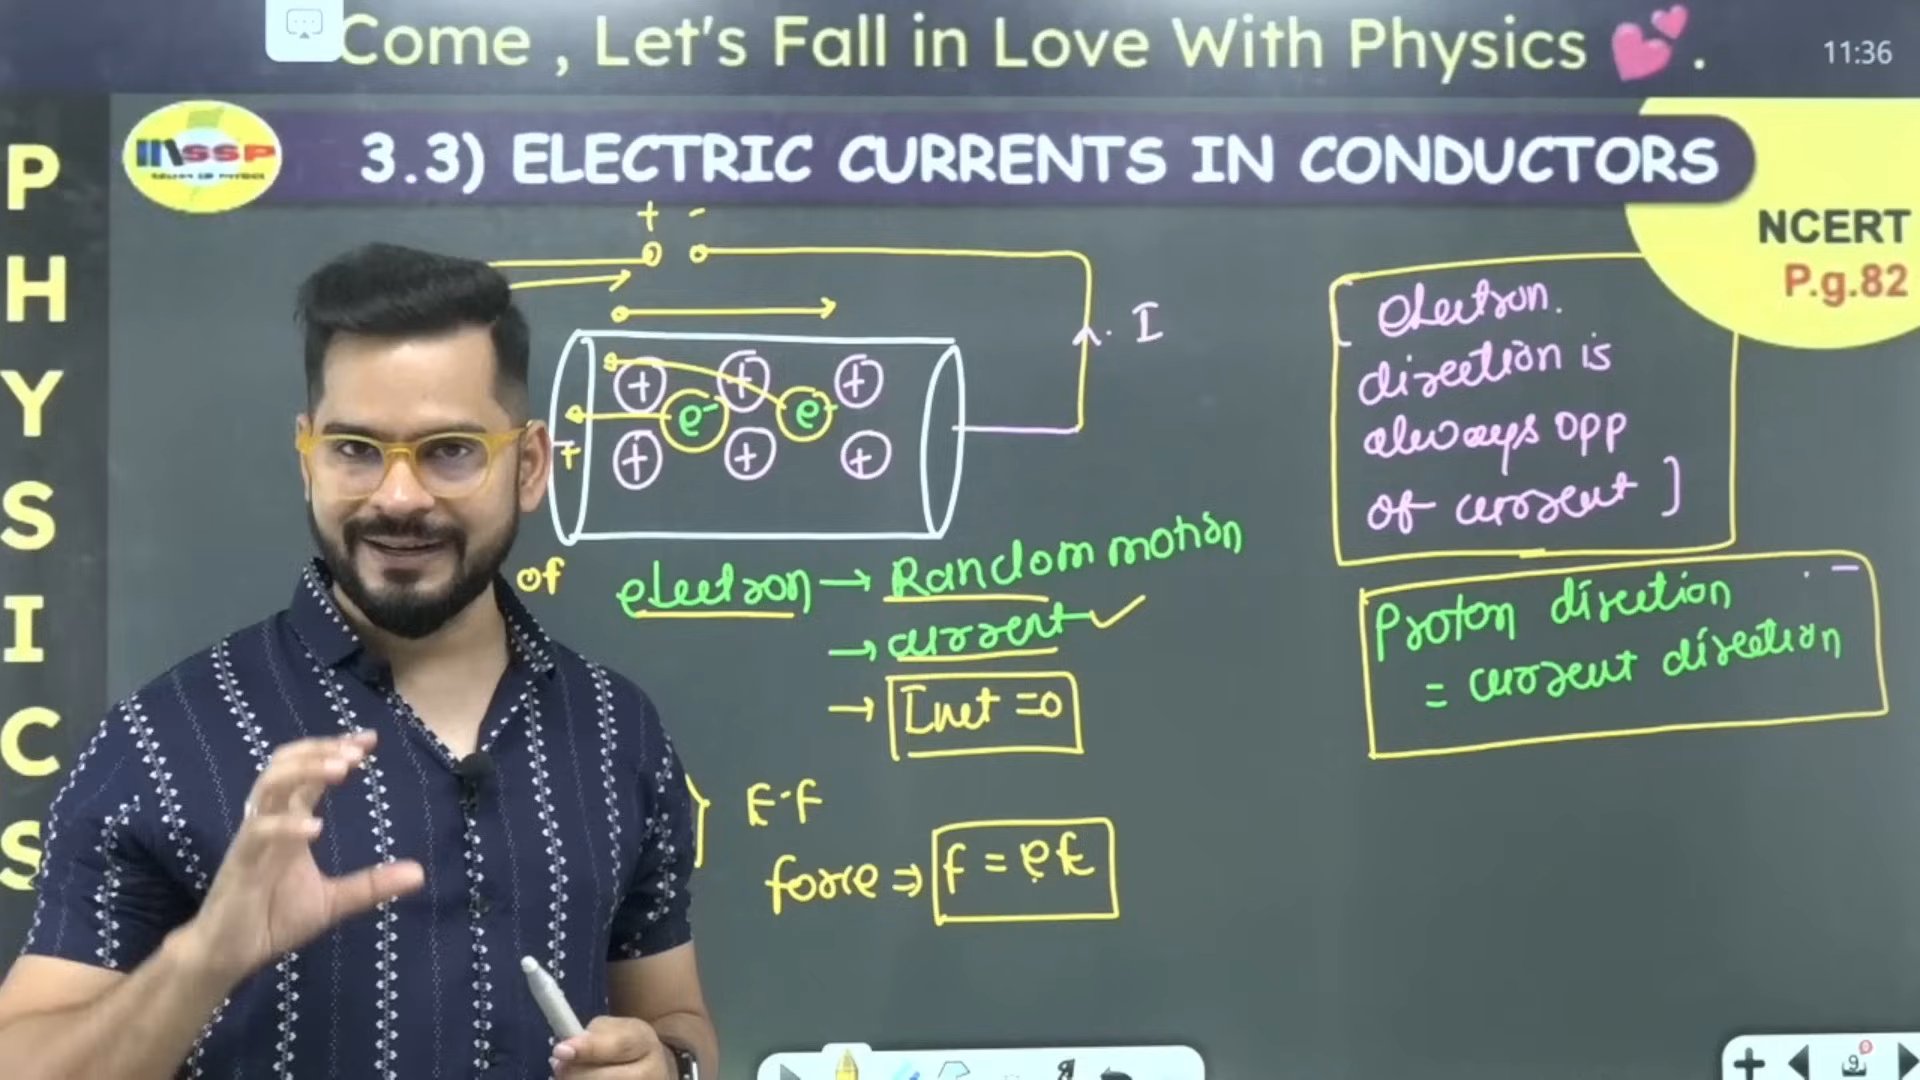 Come , Let's Fall in Love With Physics 💕 .
11:36
PHYSICS
SSP
3.3) ELECTRIC CURRENTS IN CONDUCTORS
NCERT
P.g.82
+ -
I
+ + +
e- e-
+
+ + +
[ Electron.
direction is
always opp
of current ]
of electron → Random motion
→ current ✓
→ Inet = 0
Proton direction
= current direction
E·F
force ⇒ f = eE
9